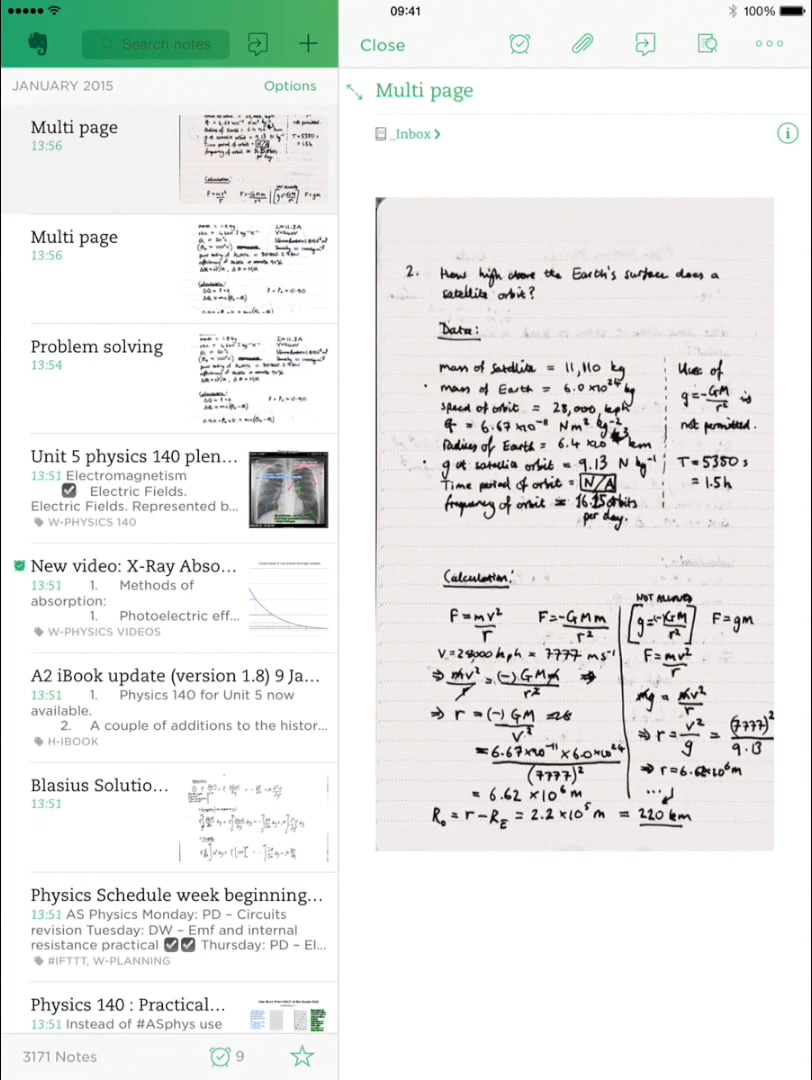 09:41
100%
Search notes
Close
JANUARY 2015
Options
Multi page
13:56
Multi page
13:56
Problem solving
13:54
Unit 5 physics 140 plen...
13:51 Electromagnetism
Electric Fields.
Electric Fields. Represented b...
W-PHYSICS 140
New video: X-Ray Abso...
13:51 1. Methods of
absorption:
1. Photoelectric eff...
W-PHYSICS VIDEOS
A2 iBook update (version 1.8) 9 Ja...
13:51 1. Physics 140 for Unit 5 now
available.
2. A couple of additions to the histor...
H-IBOOK
Blasius Solutio...
13:51
Physics Schedule week beginning...
13:51 AS Physics Monday: PD – Circuits
revision Tuesday: DW – Emf and internal
resistance practical ☑☑ Thursday: PD – El...
#IFTTT, W-PLANNING
Physics 140 : Practical...
13:51 Instead of #ASphys use
3171 Notes
9
Multi page
_Inbox
2. How high above the Earth's surface does a
satellite orbit?
Data:
mass of satellite = 11,110 kg
mass of Earth = 6.0×10²⁴ kg
speed of orbit = 28,000 kph
G = 6.67×10⁻¹¹ Nm² kg⁻²
Radius of Earth = 6.4×10³ km
g at satellite orbit = 9.13 N kg⁻¹
Time period of orbit = N/A
frequency of orbit = 16.15 orbits
per day.
Use of
g = -GM/r² is
not permitted.
T = 5350 s
= 1.5h
Calculation:
F = mv²/r F = -GMm/r²
v = 28,000 kph = 7777 ms⁻¹
⇒ mv²/r = (-) GMm/r² ⇒
⇒ r = (-) GM/v²
= 6.67×10⁻¹¹ × 6.0×10²⁴/(7777)²
= 6.62 × 10⁶ m
NOT ALLOWED
[g = (-) GM/r²] F = gm
F = mv²/r
mg = mv²/r
⇒ r = v²/g = (7777)²/9.13
⇒ r = 6.62×10⁶ m
...
R₀ = r - R_E = 2.2 × 10⁵ m = 220 km